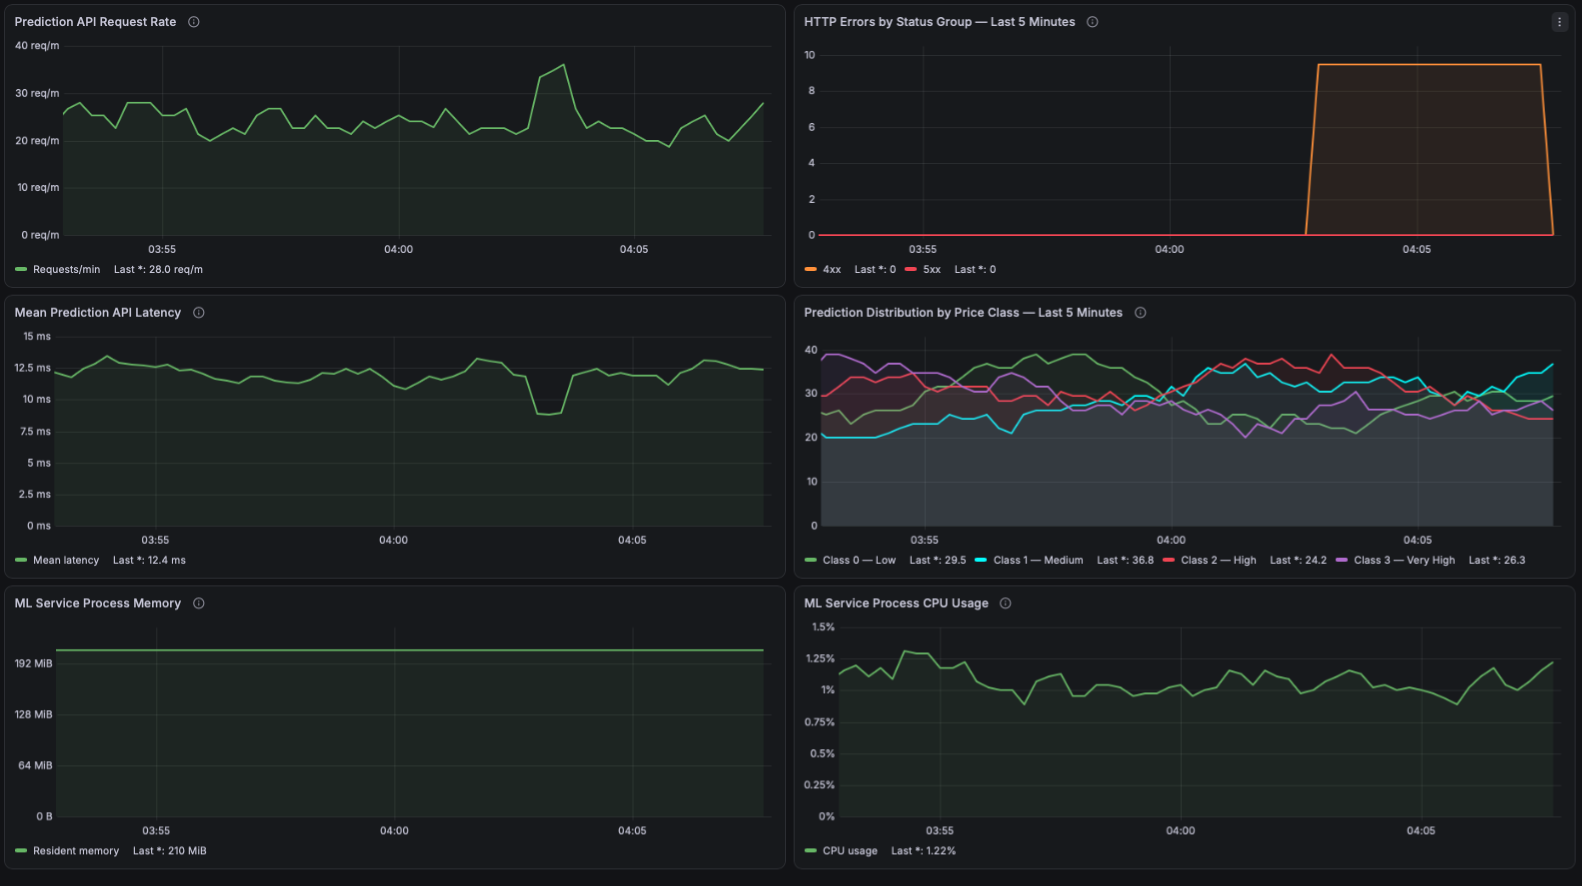 Prediction API Request Rate
40 req/m
30 req/m
20 req/m
10 req/m
0 req/m
03:55 04:00 04:05
Requests/min Last *: 28.0 req/m
HTTP Errors by Status Group — Last 5 Minutes
10
8
6
4
2
0
03:55 04:00 04:05
4xx Last *: 0 5xx Last *: 0
Mean Prediction API Latency
15 ms
12.5 ms
10 ms
7.5 ms
5 ms
2.5 ms
0 ms
03:55 04:00 04:05
Mean latency Last *: 12.4 ms
Prediction Distribution by Price Class — Last 5 Minutes
40
30
20
10
0
03:55 04:00 04:05
Class 0 — Low Last *: 29.5 Class 1 — Medium Last *: 36.8 Class 2 — High Last *: 24.2 Class 3 — Very High Last *: 26.3
ML Service Process Memory
192 MiB
128 MiB
64 MiB
0 B
03:55 04:00 04:05
Resident memory Last *: 210 MiB
ML Service Process CPU Usage
1.5%
1.25%
1%
0.75%
0.5%
0.25%
0%
03:55 04:00 04:05
CPU usage Last *: 1.22%